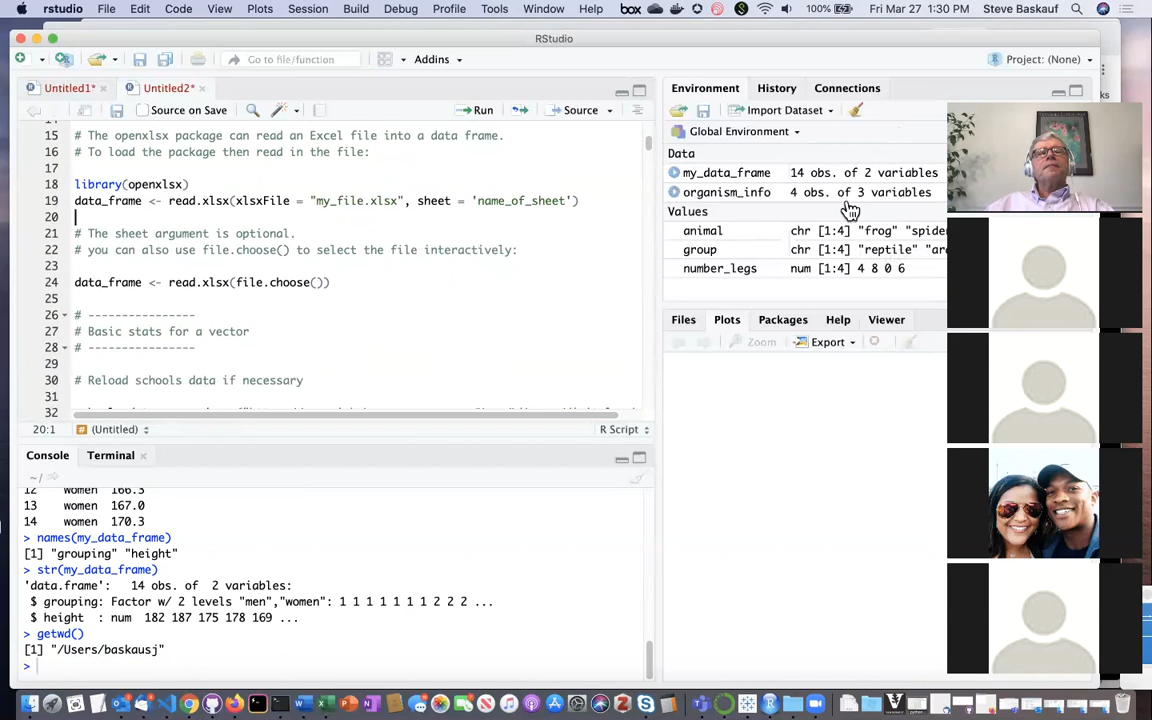 rstudio File Edit Code View Plots Session Build Debug Profile Tools Window Help box 100% Fri Mar 27 1:30 PM Steve Baskauf
RStudio
Go to file/function Addins Project: (None)
Untitled1* Untitled2*
Source on Save Run Source
15 # The openxlsx package can read an Excel file into a data frame.
16 # To load the package then read in the file:
17
18 library(openxlsx)
19 data_frame <- read.xlsx(xlsxFile = "my_file.xlsx", sheet = 'name_of_sheet')
20
21 # The sheet argument is optional.
22 # you can also use file.choose() to select the file interactively:
23
24 data_frame <- read.xlsx(file.choose())
25
26 # ----------------
27 # Basic stats for a vector
28 # ----------------
29
30 # Reload schools data if necessary
31
32
20:1 (Untitled) R Script
Console Terminal
~/
12 women 166.3
13 women 167.0
14 women 170.3
> names(my_data_frame)
[1] "grouping" "height"
> str(my_data_frame)
'data.frame': 14 obs. of 2 variables:
$ grouping: Factor w/ 2 levels "men","women": 1 1 1 1 1 1 1 2 2 2 ...
$ height : num 182 187 175 178 169 ...
> getwd()
[1] "/Users/baskausj"
>
Environment History Connections
Import Dataset
Global Environment
Data
my_data_frame 14 obs. of 2 variables
organism_info 4 obs. of 3 variables
Values
animal chr [1:4] "frog" "spider
group chr [1:4] "reptile" "ar
number_legs num [1:4] 4 8 0 6
Files Plots Packages Help Viewer
Zoom Export